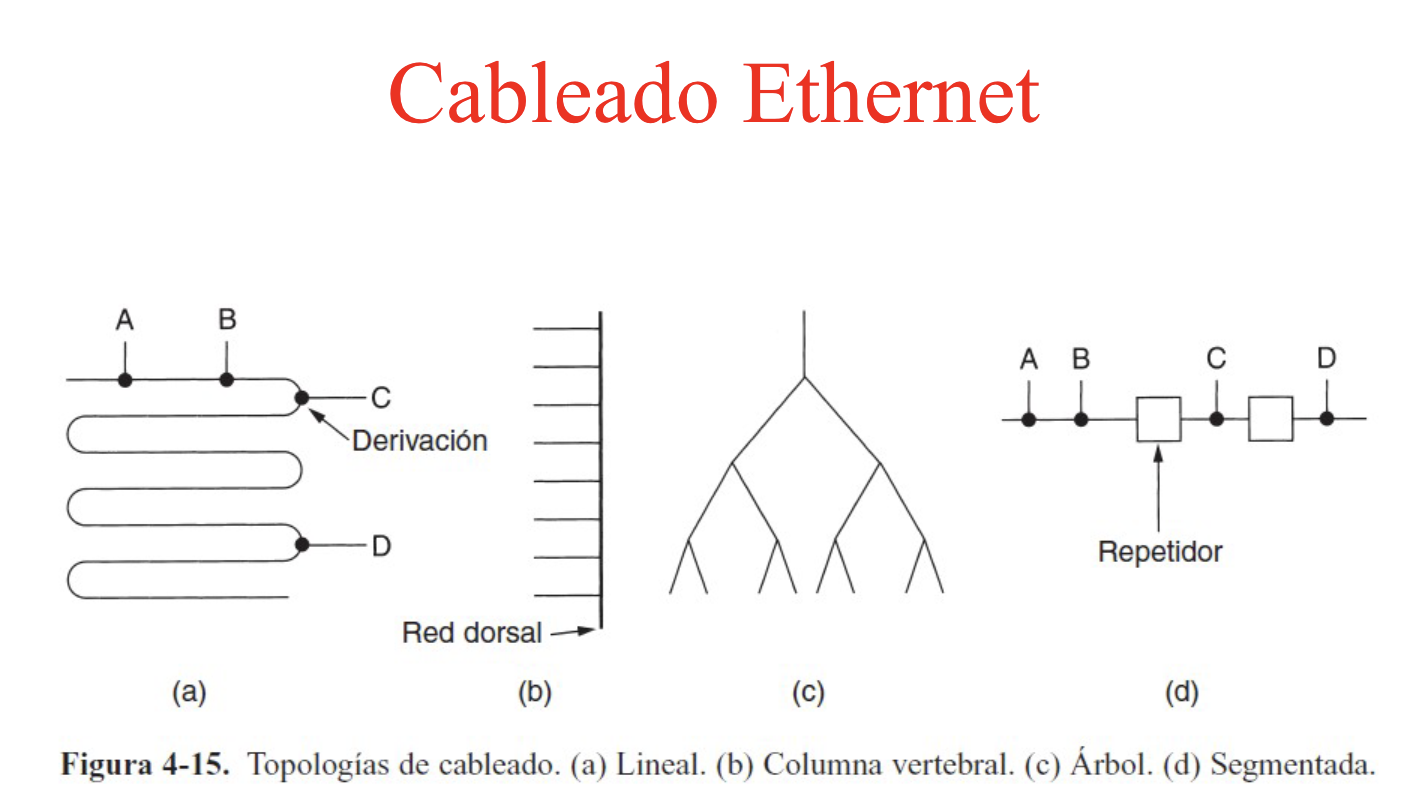 Cableado Ethernet
A B
C
Derivación
D
Red dorsal
A B C D
Repetidor
(a) (b) (c) (d)
Figura 4-15. Topologías de cableado. (a) Lineal. (b) Columna vertebral. (c) Árbol. (d) Segmentada.